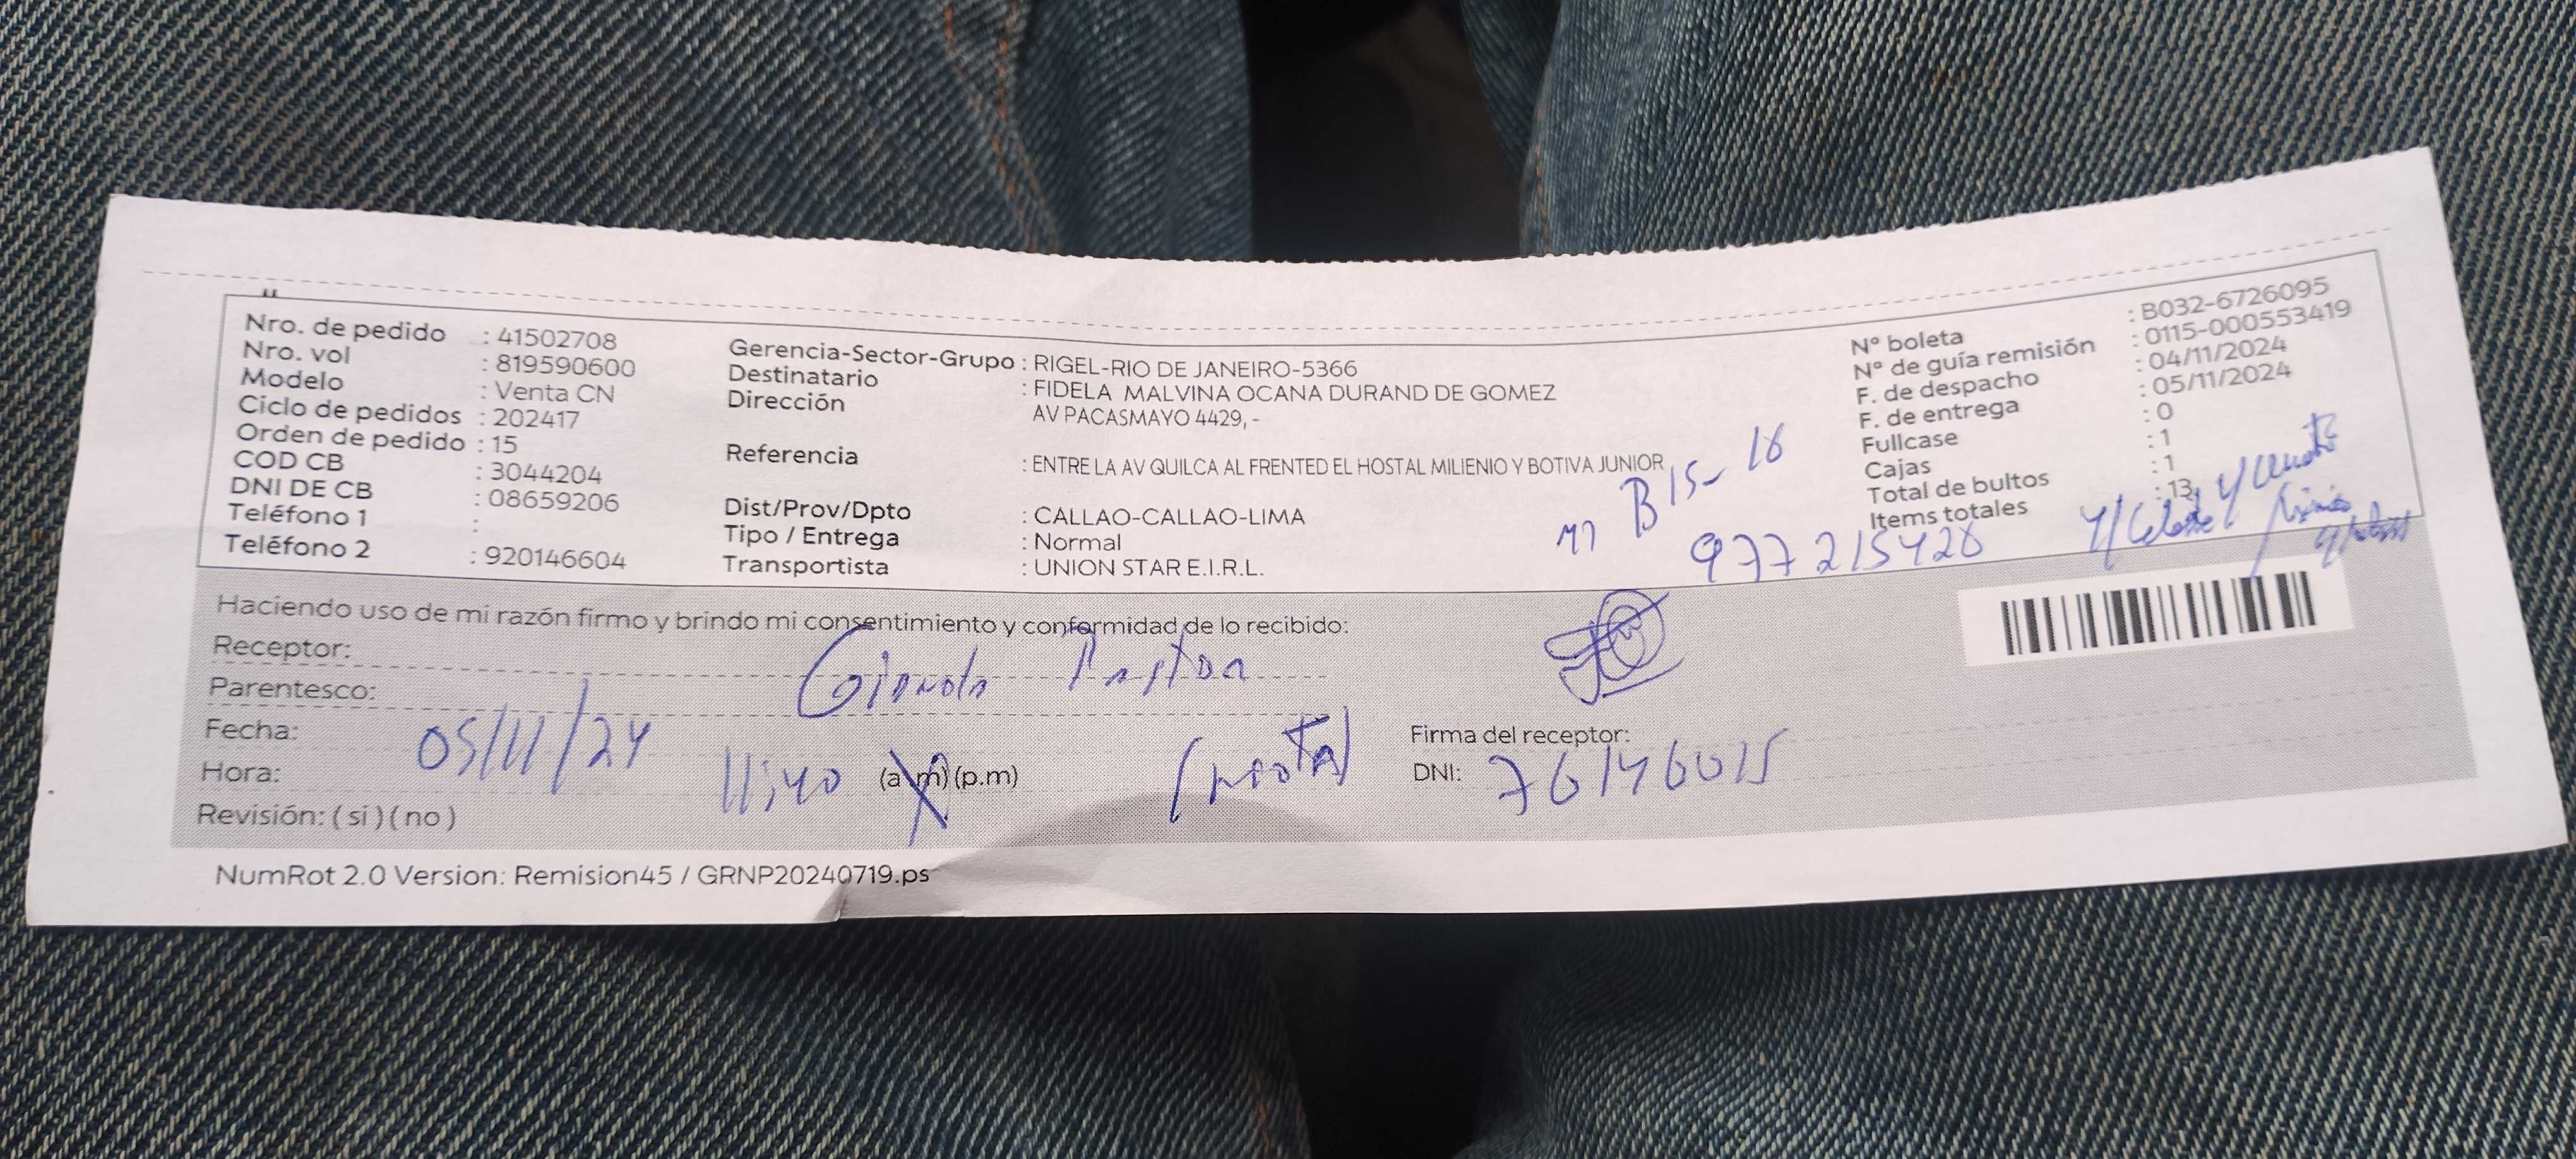 Nro. de pedido : 41502708
Nro. vol : 819590600
Modelo : Venta CN
Ciclo de pedidos : 202417
Orden de pedido : 15
COD CB : 3044204
DNI DE CB : 08659206
Teléfono 1 :
Teléfono 2 : 920146604
Gerencia-Sector-Grupo : RIGEL-RIO DE JANEIRO-5366
Destinatario : FIDELA MALVINA OCANA DURAND DE GOMEZ
Dirección AV PACASMAYO 4429, -
Referencia : ENTRE LA AV QUILCA AL FRENTED EL HOSTAL MILIENIO Y BOTIVA JUNIOR
Dist/Prov/Dpto : CALLAO-CALLAO-LIMA
Tipo / Entrega : Normal
Transportista : UNION STAR E.I.R.L.
N° boleta : B032-6726095
N° de guía remisión : 0115-000553419
F. de despacho : 04/11/2024
F. de entrega : 05/11/2024
Fullcase : 0
Cajas : 1
Total de bultos : 1
Items totales : 13
B15-16
977215428
Haciendo uso de mi razón firmo y brindo mi consentimiento y conformidad de lo recibido:
Receptor:
Parentesco:
Fecha: 05/11/24
Hora: 11:40 (a.m) (p.m)
Revisión: ( si ) ( no )
Firma del receptor:
DNI: 76146015
NumRot 2.0 Version: Remision45 / GRNP20240719.ps